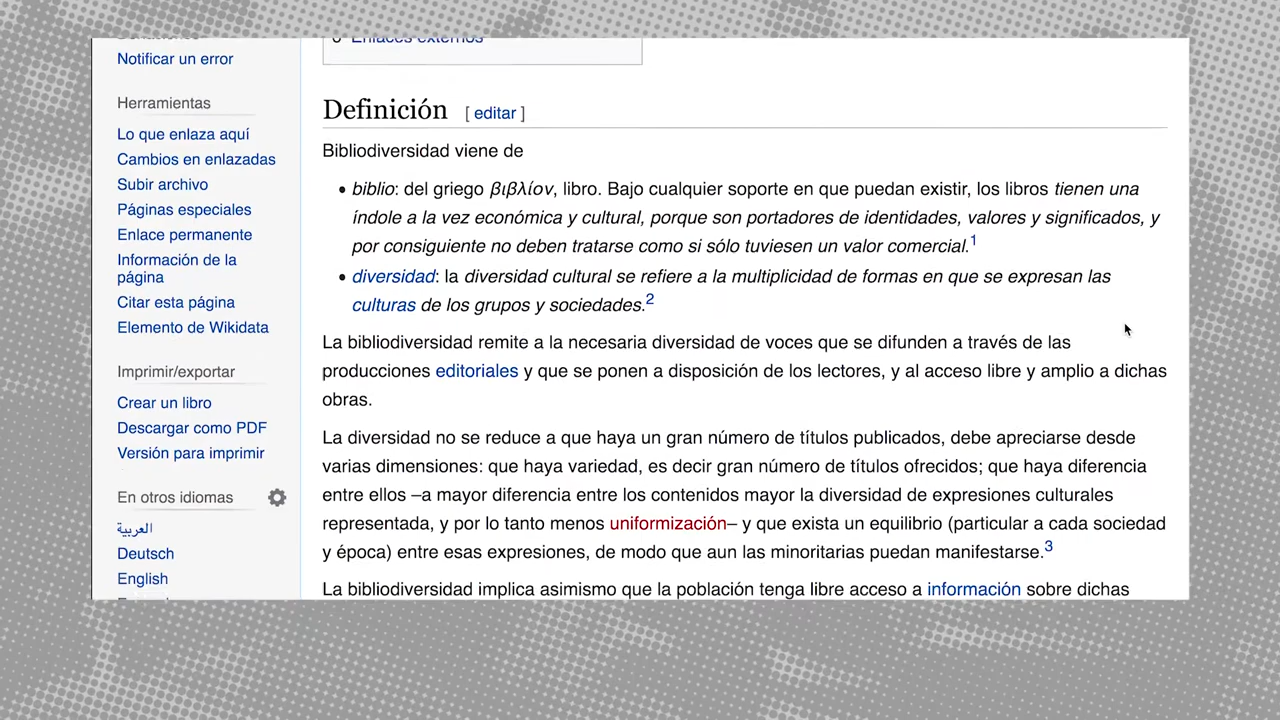 Notificar un error
Herramientas
Lo que enlaza aquí
Cambios en enlazadas
Subir archivo
Páginas especiales
Enlace permanente
Información de la
página
Citar esta página
Elemento de Wikidata
Imprimir/exportar
Crear un libro
Descargar como PDF
Versión para imprimir
En otros idiomas
العربية
Deutsch
English
Enlaces externos
Definición [ editar ]
Bibliodiversidad viene de
• biblio: del griego βιβλίον, libro. Bajo cualquier soporte en que puedan existir, los libros tienen una
índole a la vez económica y cultural, porque son portadores de identidades, valores y significados, y
por consiguiente no deben tratarse como si sólo tuviesen un valor comercial.1
• diversidad: la diversidad cultural se refiere a la multiplicidad de formas en que se expresan las
culturas de los grupos y sociedades.2
La bibliodiversidad remite a la necesaria diversidad de voces que se difunden a través de las
producciones editoriales y que se ponen a disposición de los lectores, y al acceso libre y amplio a dichas
obras.
La diversidad no se reduce a que haya un gran número de títulos publicados, debe apreciarse desde
varias dimensiones: que haya variedad, es decir gran número de títulos ofrecidos; que haya diferencia
entre ellos –a mayor diferencia entre los contenidos mayor la diversidad de expresiones culturales
representada, y por lo tanto menos uniformización– y que exista un equilibrio (particular a cada sociedad
y época) entre esas expresiones, de modo que aun las minoritarias puedan manifestarse.3
La bibliodiversidad implica asimismo que la población tenga libre acceso a información sobre dichas